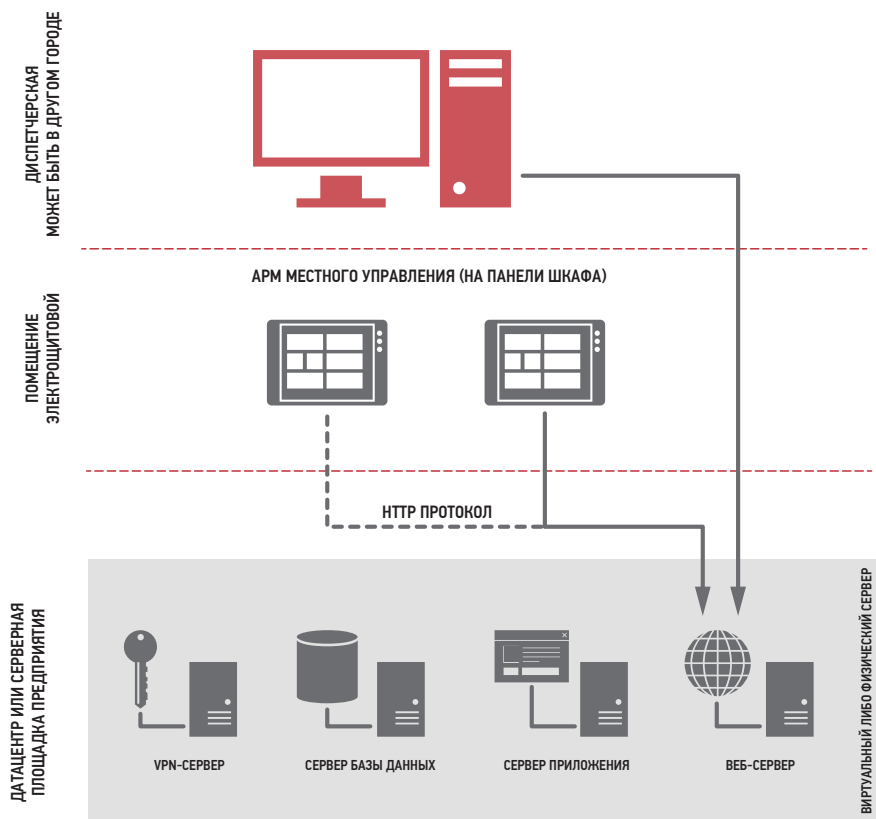 ДИСПЕТЧЕРСКАЯ
МОЖЕТ БЫТЬ В ДРУГОМ ГОРОДЕ
АРМ МЕСТНОГО УПРАВЛЕНИЯ (НА ПАНЕЛИ ШКАФА)
ПОМЕЩЕНИЕ
ЭЛЕКТРОЩИТОВОЙ
HTTP ПРОТОКОЛ
ДАТАЦЕНТР ИЛИ СЕРВЕРНАЯ
ПЛОЩАДКА ПРЕДПРИЯТИЯ
VPN-СЕРВЕР
СЕРВЕР БАЗЫ ДАННЫХ
СЕРВЕР ПРИЛОЖЕНИЯ
ВЕБ-СЕРВЕР
ВИРТУАЛЬНЫЙ ЛИБО ФИЗИЧЕСКИЙ СЕРВЕР